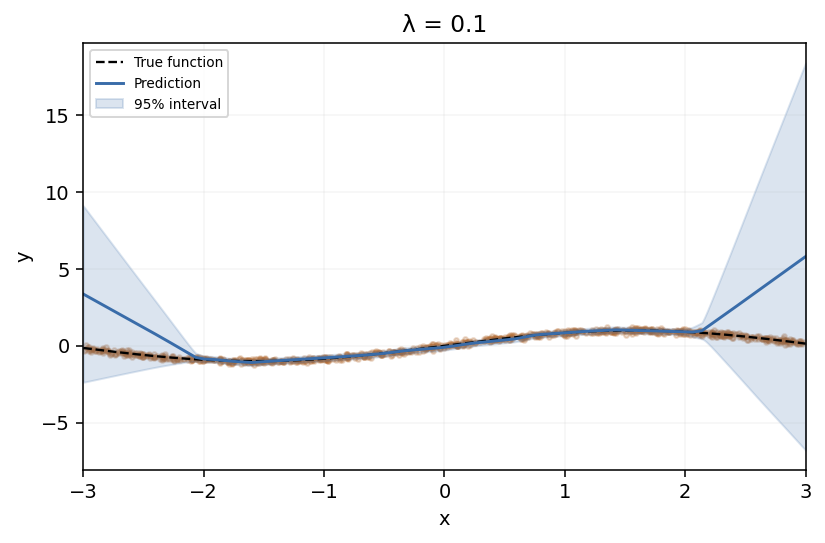 λ = 0.1
True function
Prediction
95% interval
y
15
10
5
0
−5
−3
−2
−1
0
1
2
3
x